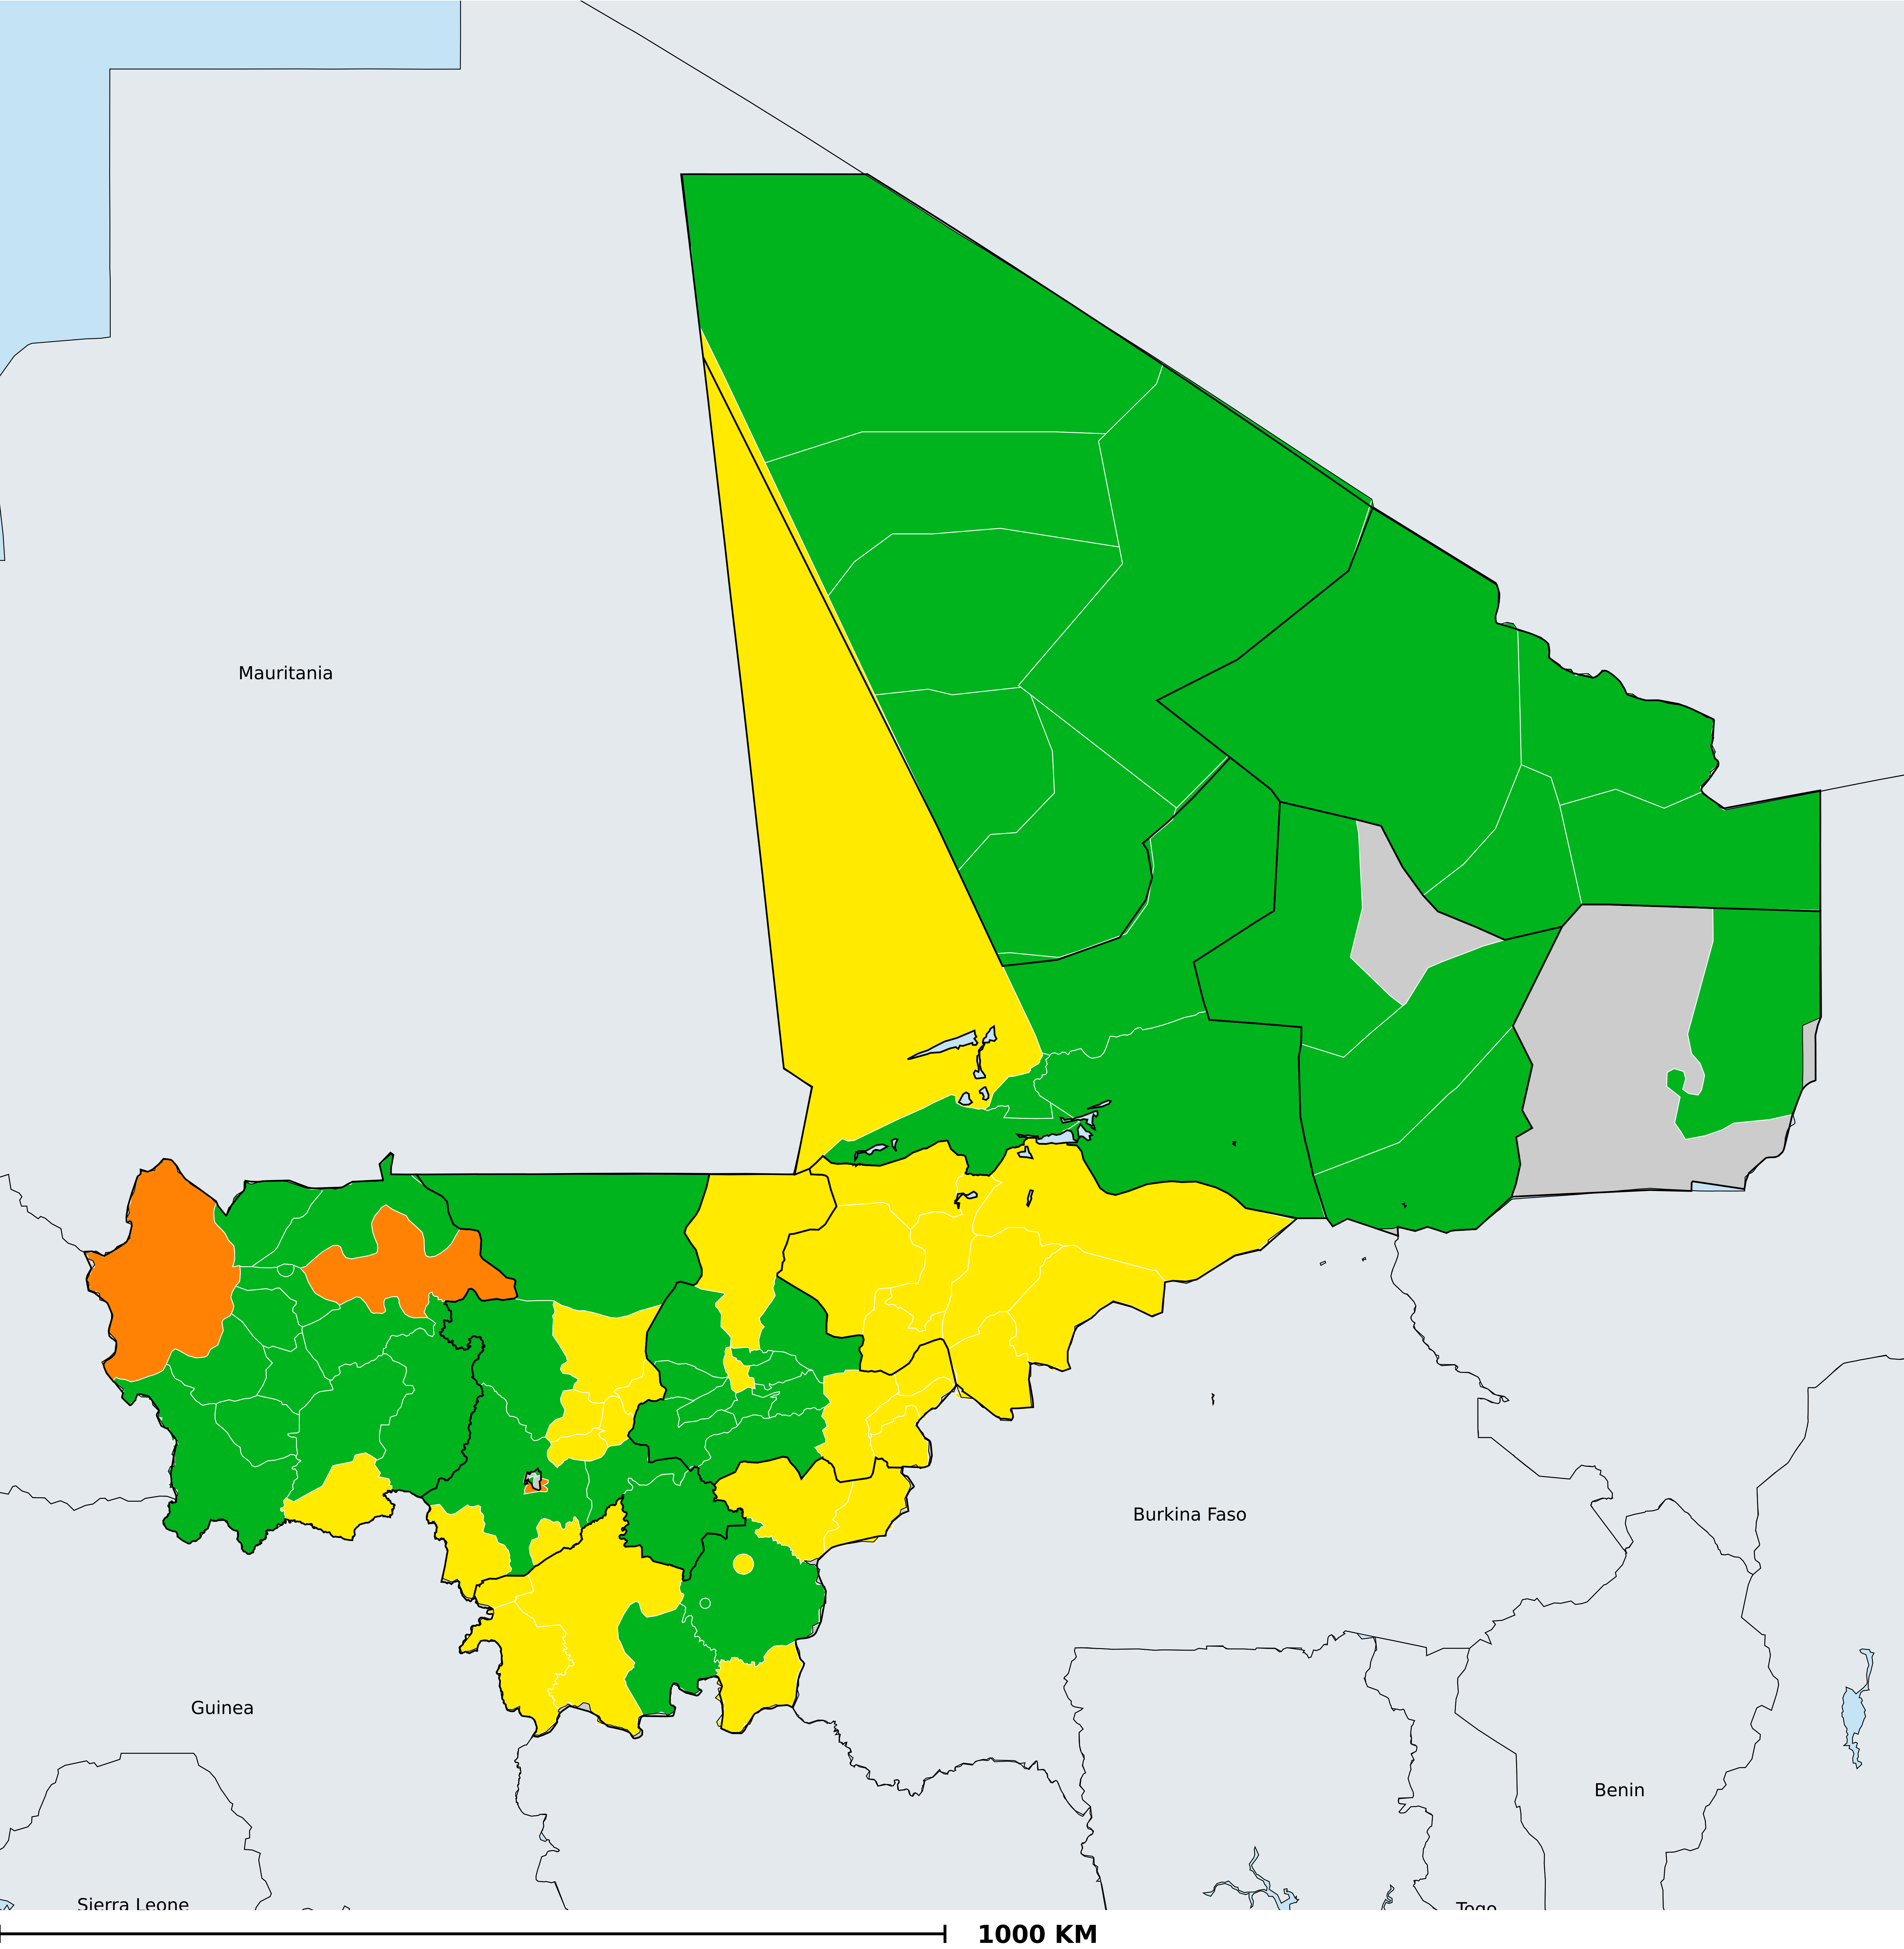 Mauritania
Burkina Faso
Guinea
Benin
Sierra Leone
Togo
1000 KM